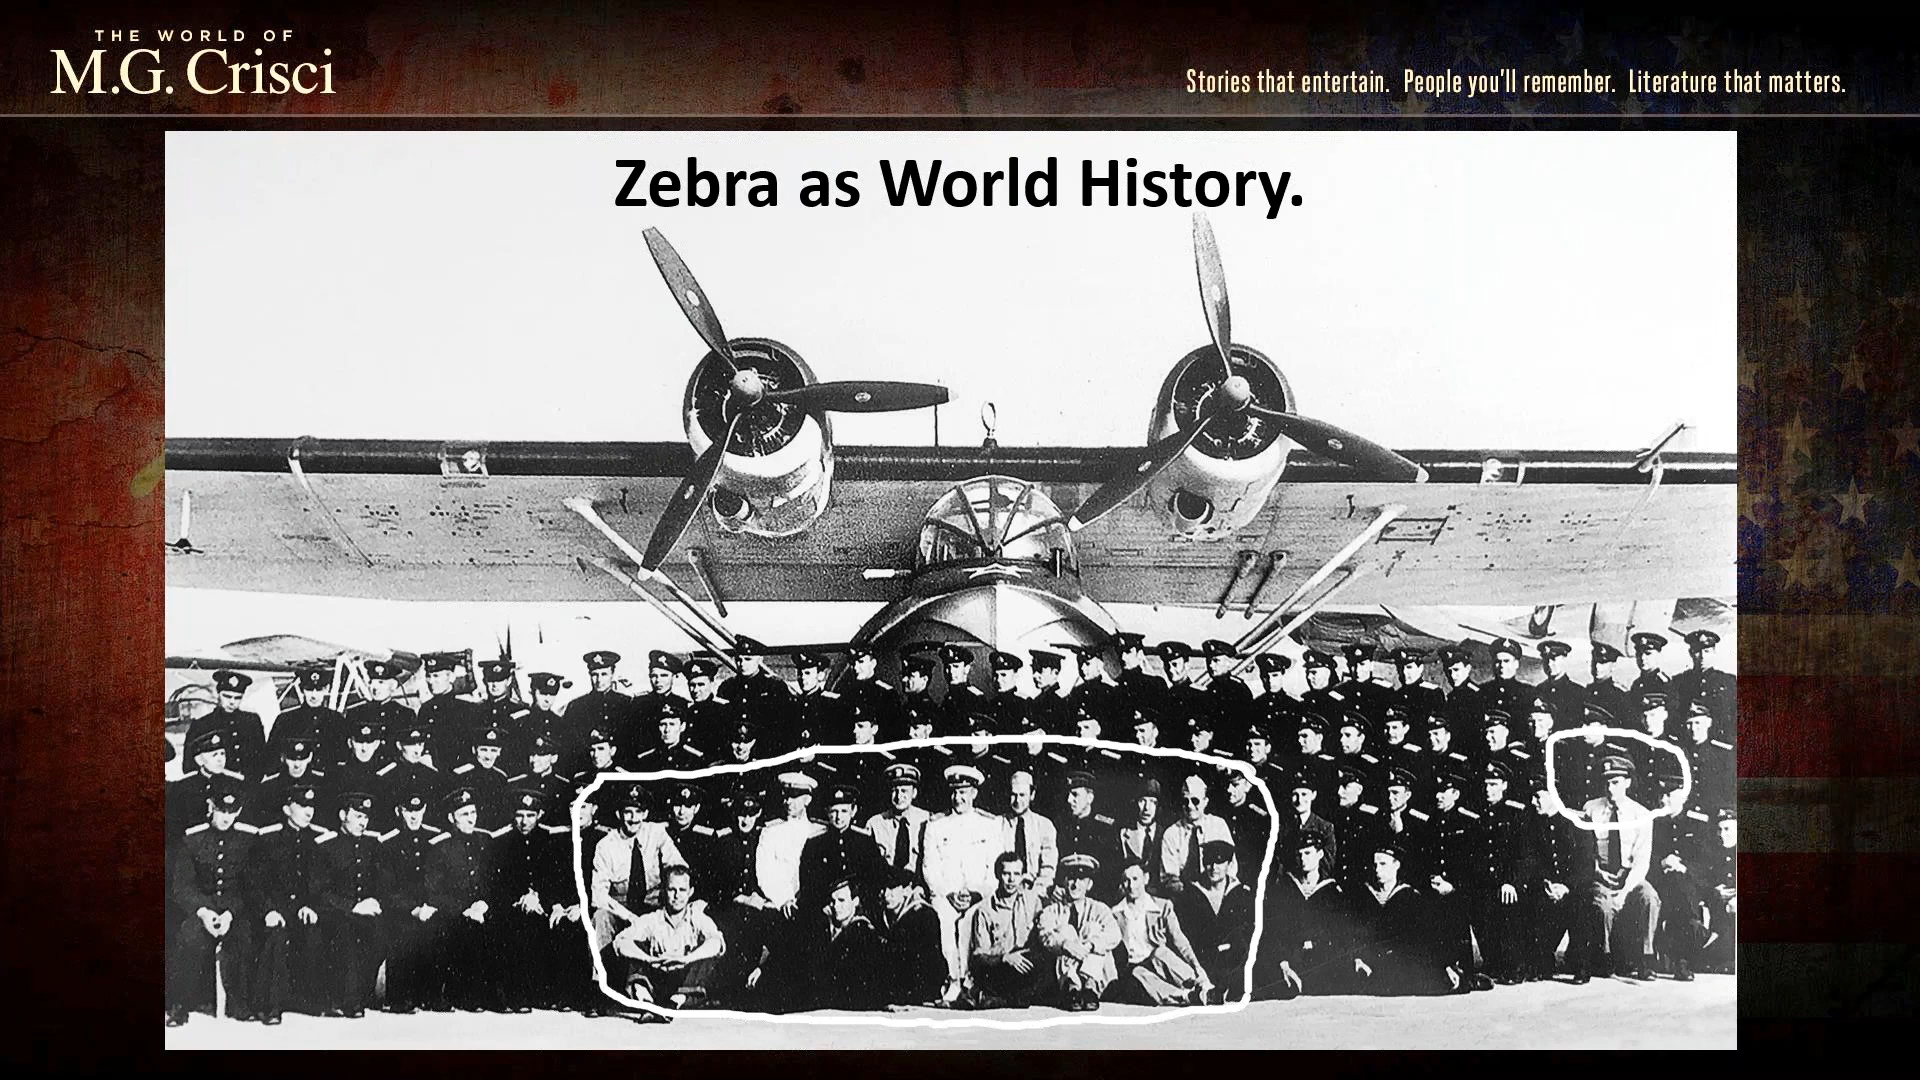 THE WORLD OF
M.G. Crisci
Stories that entertain. People you'll remember. Literature that matters.
Zebra as World History.